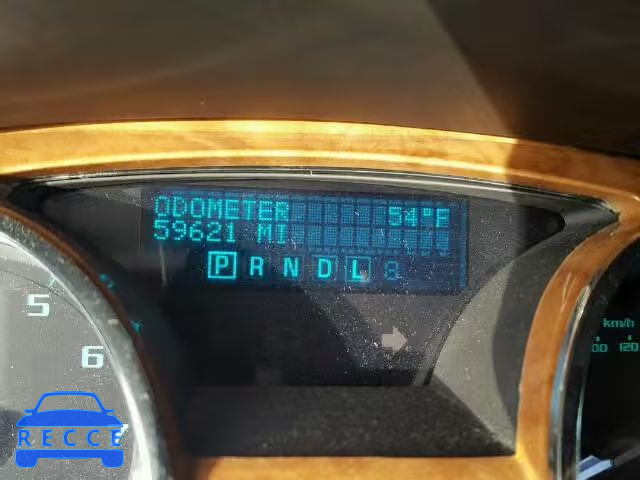 ODOMETER 54°F
59621 MI
P R N D L
5
6
km/h
120
RECCE